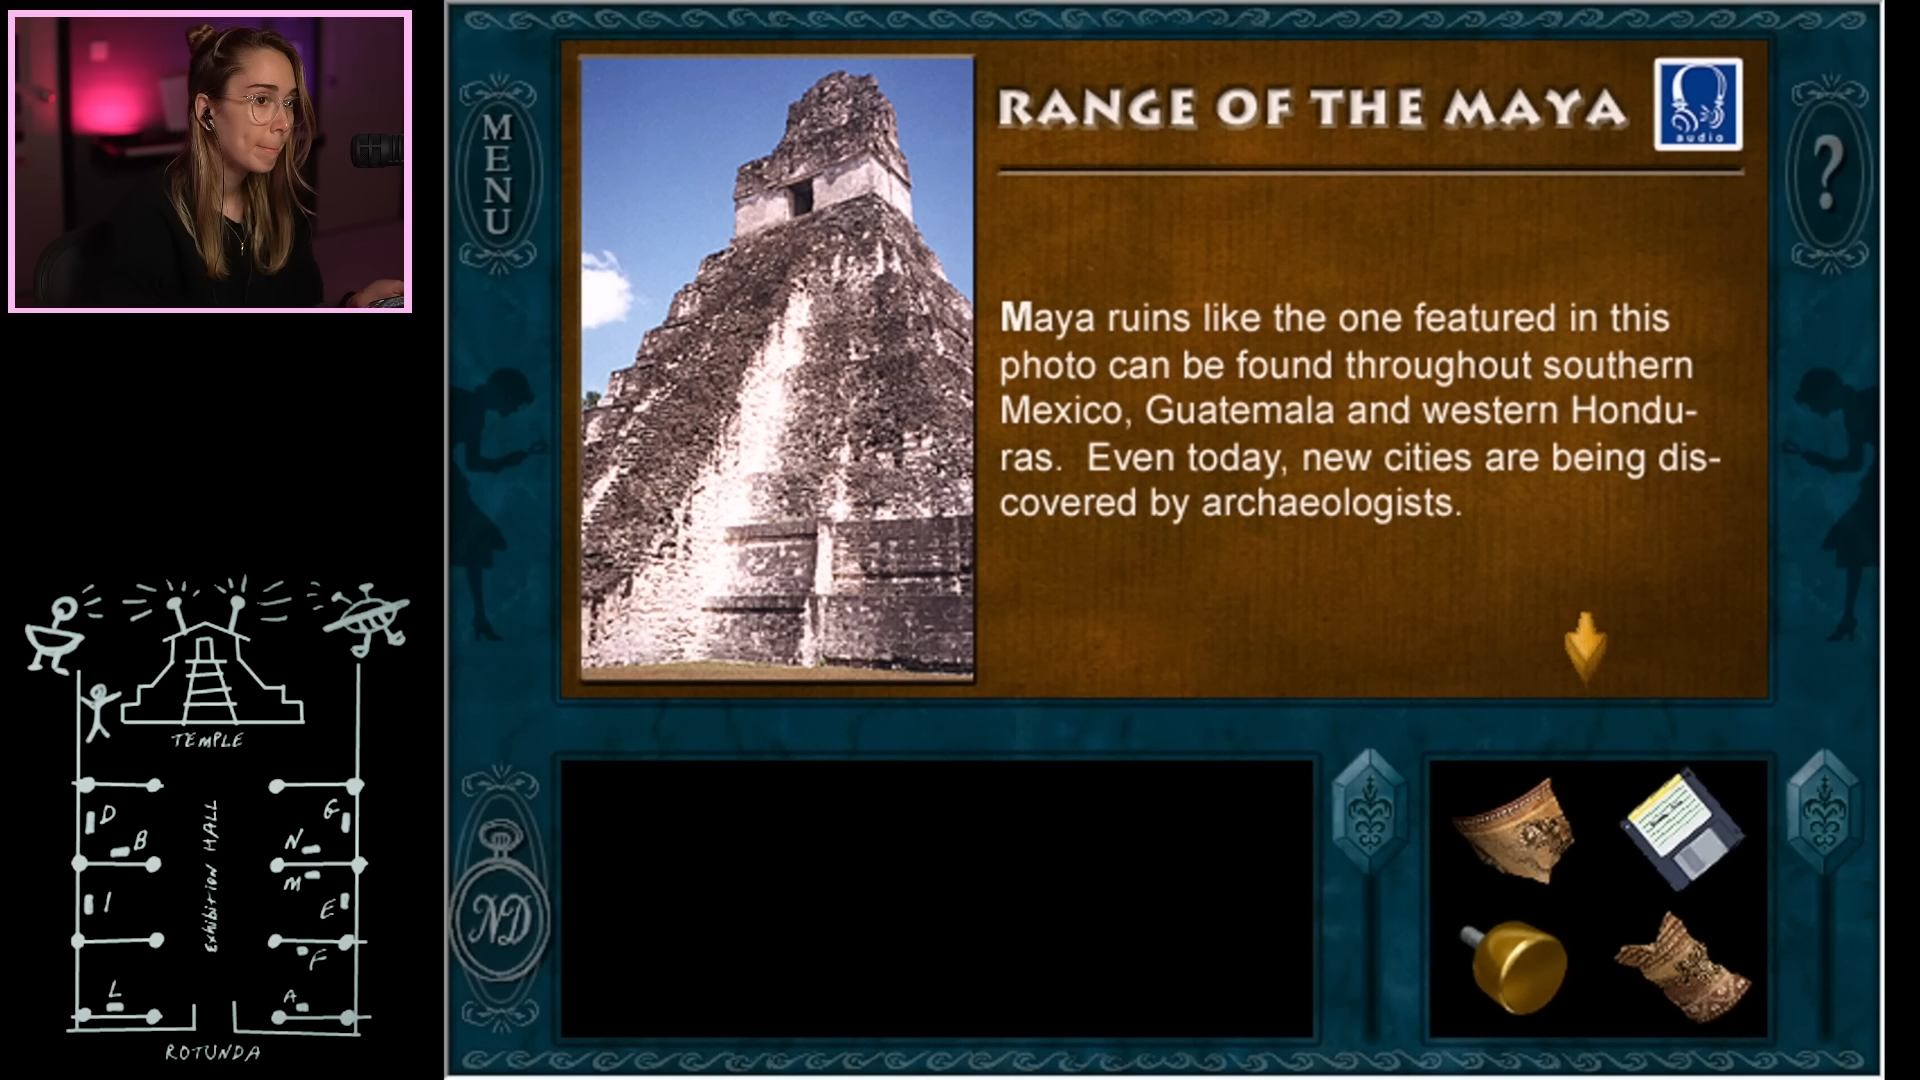 MENU
RANGE OF THE MAYA
audio
?
Maya ruins like the one featured in this
photo can be found throughout southern
Mexico, Guatemala and western Hondu-
ras. Even today, new cities are being dis-
covered by archaeologists.
TEMPLE
D
G
B
N
EXHIBITION HALL
M
I
E
F
L
A
ROTUNDA
ND